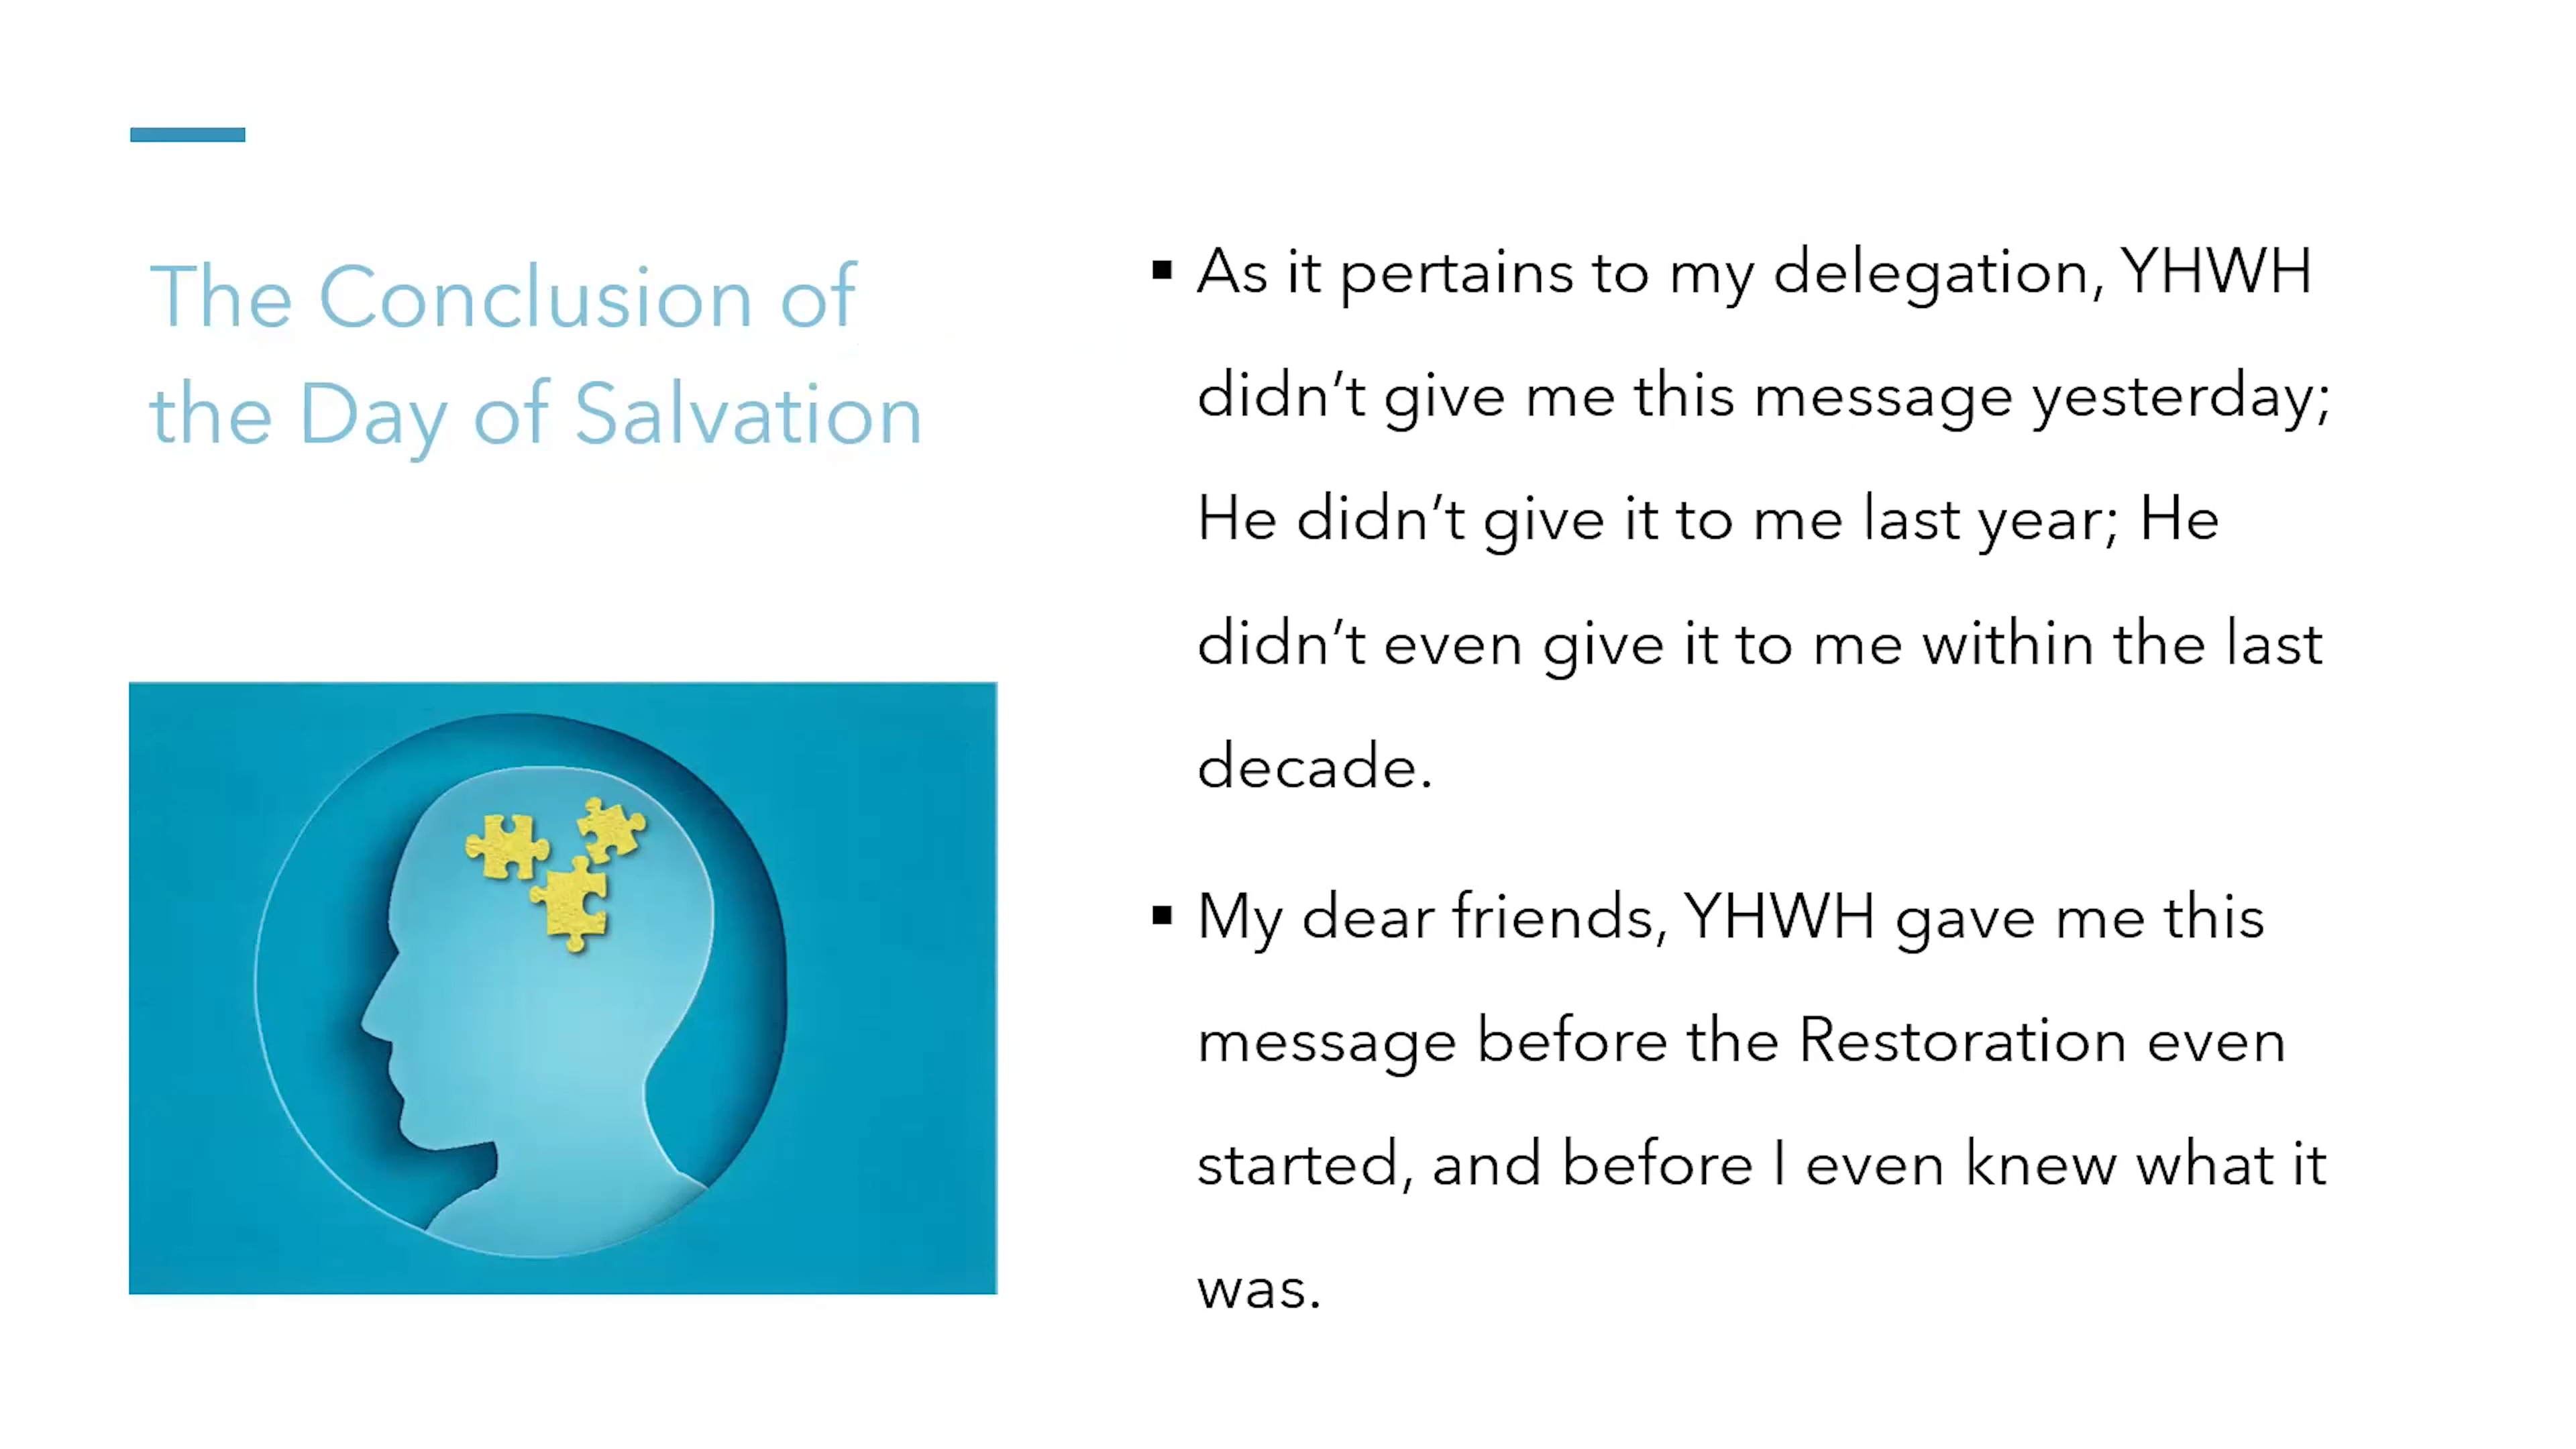 The Conclusion of
the Day of Salvation
▪ As it pertains to my delegation, YHWH
didn’t give me this message yesterday;
He didn’t give it to me last year; He
didn’t even give it to me within the last
decade.
▪ My dear friends, YHWH gave me this
message before the Restoration even
started, and before I even knew what it
was.